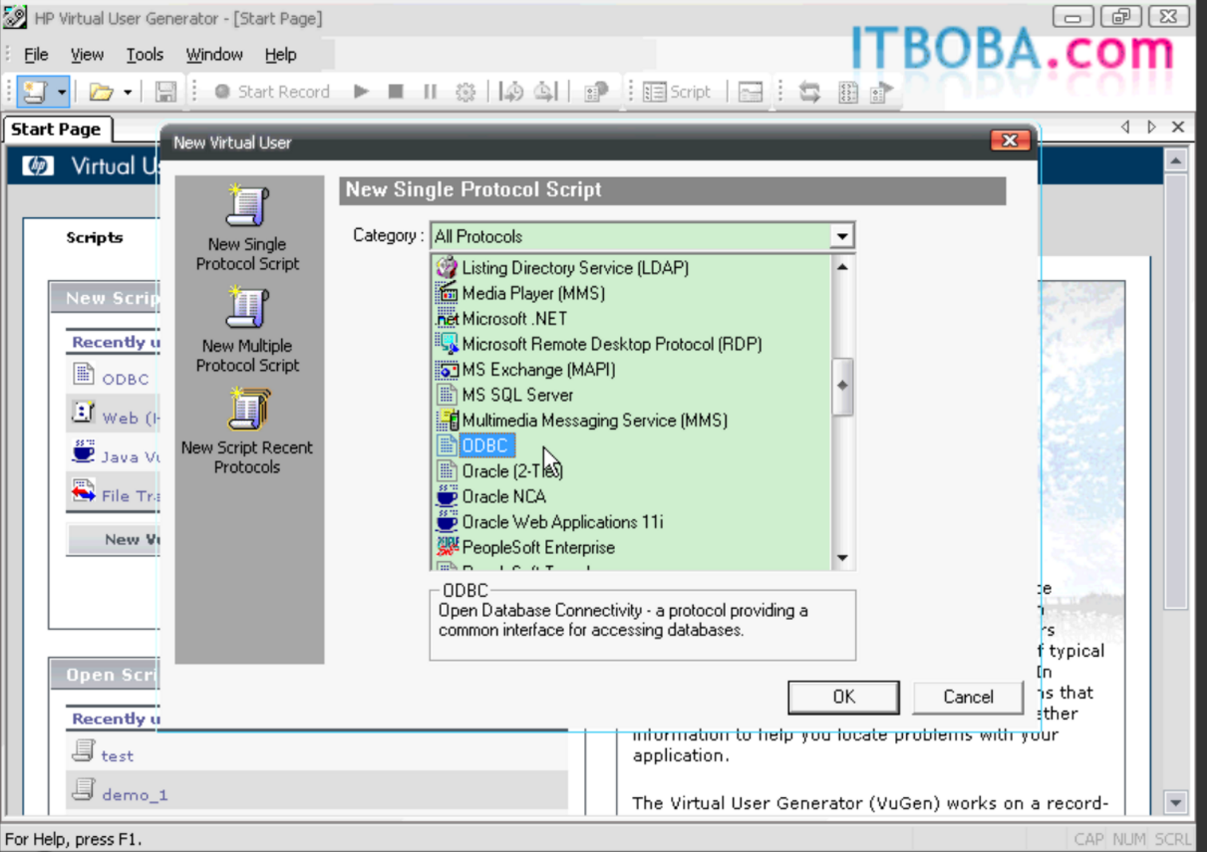 HP Virtual User Generator - [Start Page]
ITBOBA.com
File View Tools Window Help
Start Record
Script
Start Page
hp Virtual
New Virtual User
New Single Protocol Script
New Single
Protocol Script
New Multiple
Protocol Script
New Script Recent
Protocols
Category : All Protocols
Listing Directory Service (LDAP)
Media Player (MMS)
.net Microsoft .NET
Microsoft Remote Desktop Protocol (RDP)
MS Exchange (MAPI)
MS SQL Server
Multimedia Messaging Service (MMS)
ODBC
Oracle (2-Tier)
Oracle NCA
Oracle Web Applications 11i
PeopleSoft Enterprise
ODBC
Open Database Connectivity - a protocol providing a
common interface for accessing databases.
OK Cancel
Scripts
New Scrip
Recently u
ODBC
Web (H
Java Vu
File Tra
New Vu
Open Scri
Recently u
test
demo_1
f typical
In
ns that
information to help you locate problems with your
application.
The Virtual User Generator (VuGen) works on a record-
For Help, press F1.
CAP NUM SCRL